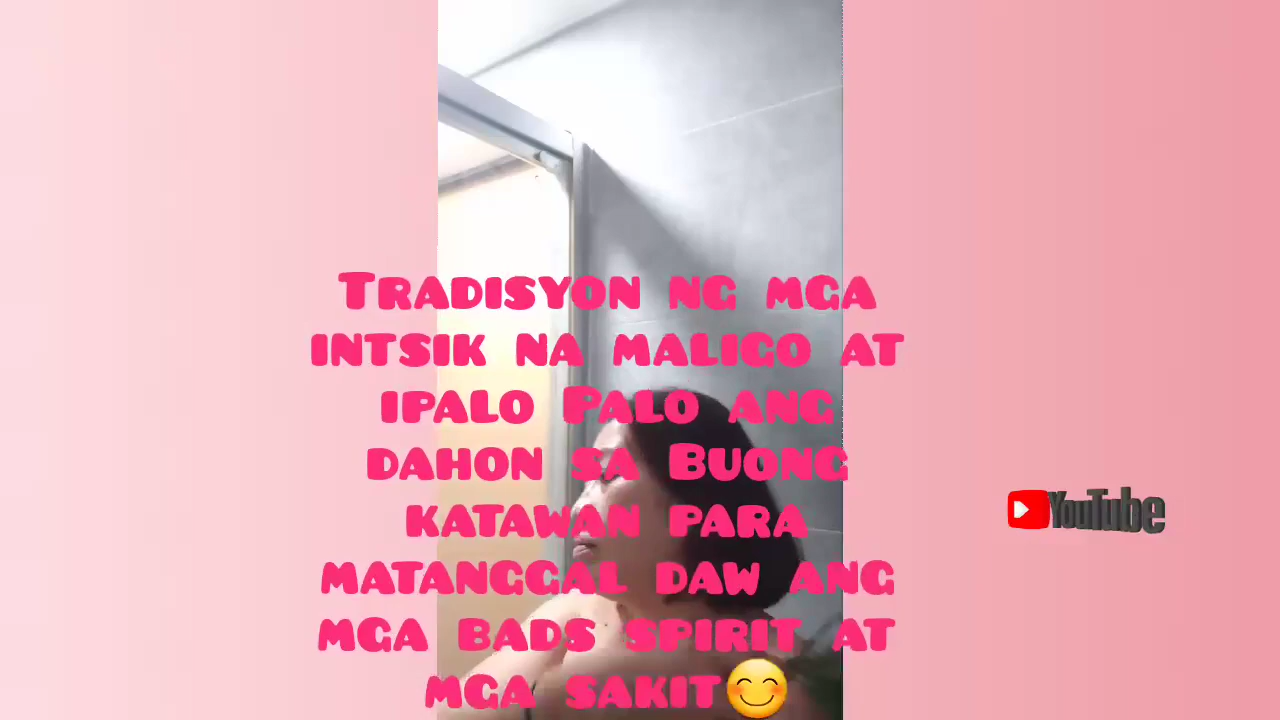 Tradisyon ng mga
intsik na maligo at
ipalo Palo ang
dahon sa Buong
katawan para
matanggal daw ang
mga bads spirit at
mga sakit😊
YouTube